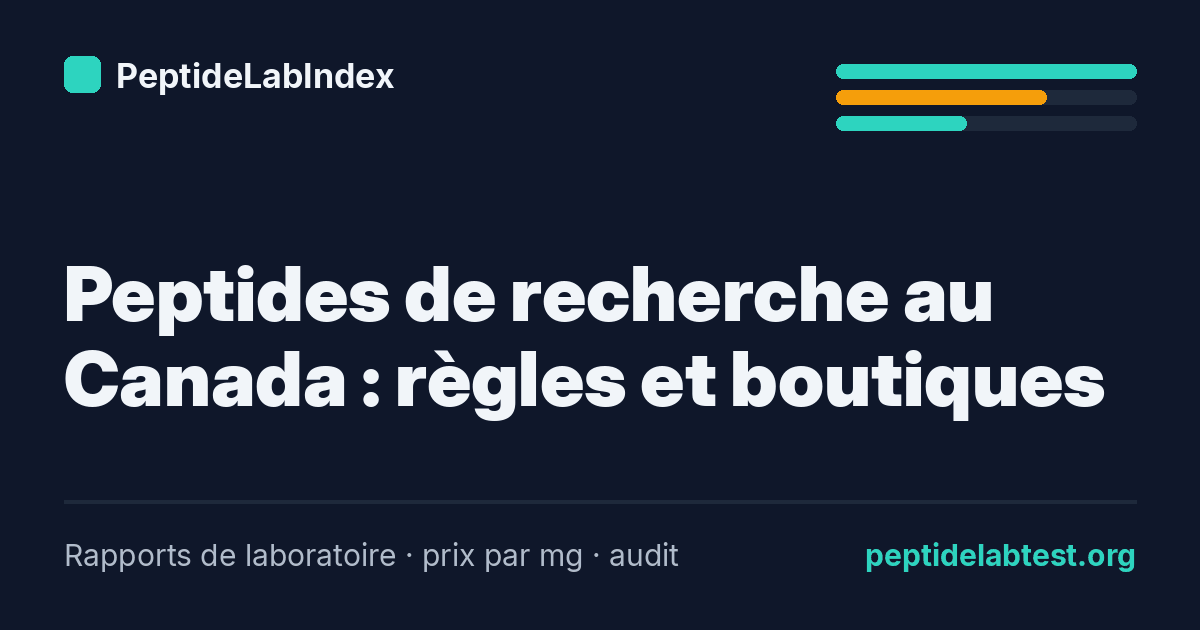 PeptideLabIndex
Peptides de recherche au
Canada : règles et boutiques
Rapports de laboratoire · prix par mg · audit
peptidelabtest.org